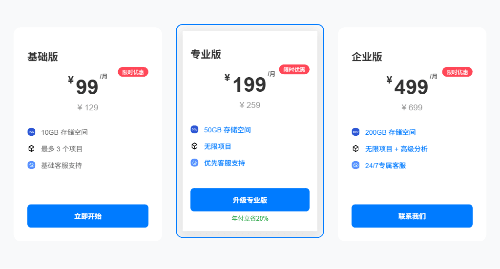 基础版
限时优惠
¥ 99 /月
¥ 129
10GB 存储空间
最多 3 个项目
基础客服支持
立即开始
专业版
限时优惠
¥ 199 /月
¥ 259
50GB 存储空间
无限项目
优先客服支持
升级专业版
年付立省20%
企业版
限时优惠
¥ 499 /月
¥ 699
200GB 存储空间
无限项目 + 高级分析
24/7专属客服
联系我们